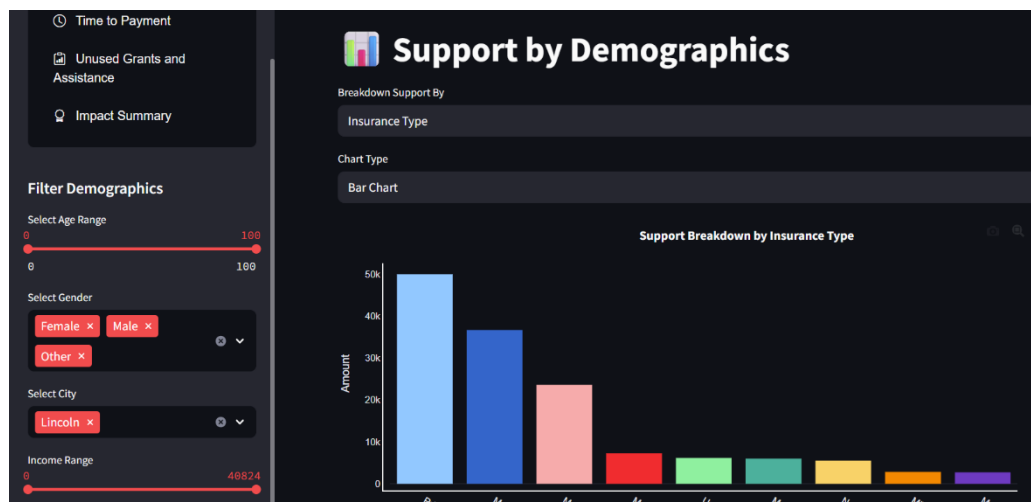 Time to Payment
Unused Grants and
Assistance
Impact Summary
Filter Demographics
Select Age Range
0 100
0 100
Select Gender
Female × Male ×
Other ×
Select City
Lincoln ×
Income Range
0 40824
Support by Demographics
Breakdown Support By
Insurance Type
Chart Type
Bar Chart
Support Breakdown by Insurance Type
Amount
50k
40k
30k
20k
10k
0